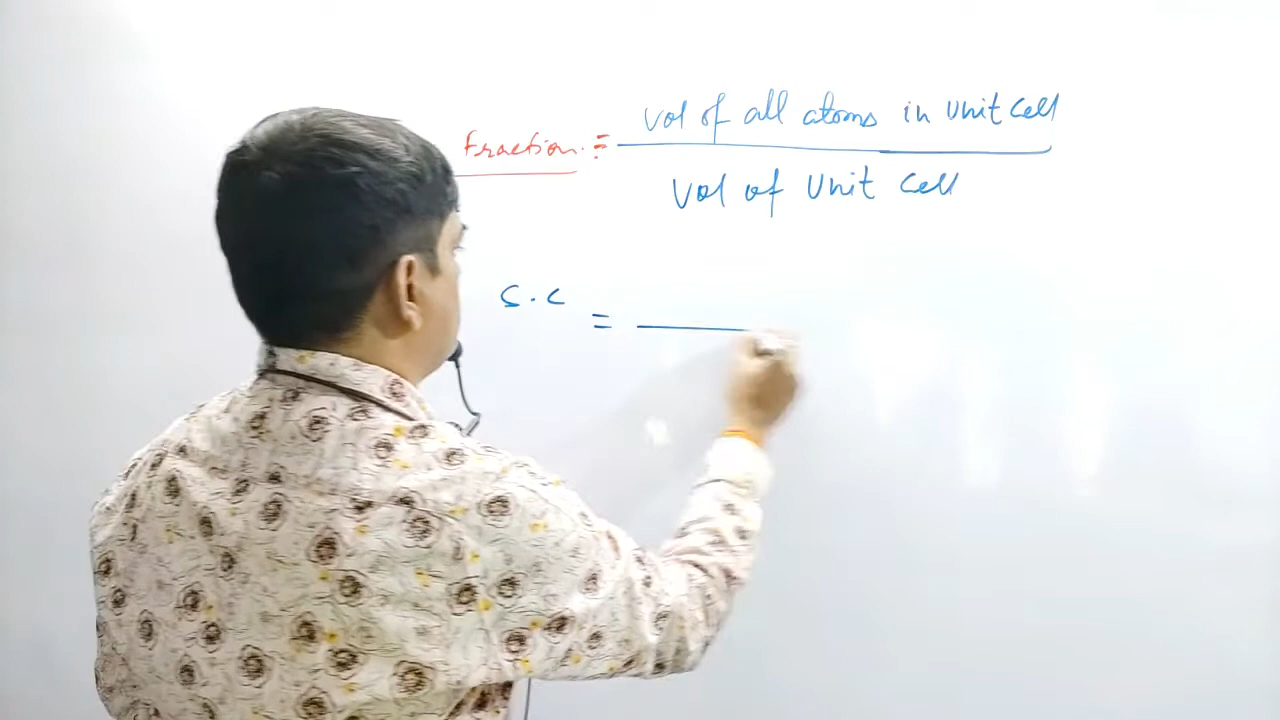 Fraction. = vol of all atoms in Unit Cell
Vol of Unit Cell
S.C =